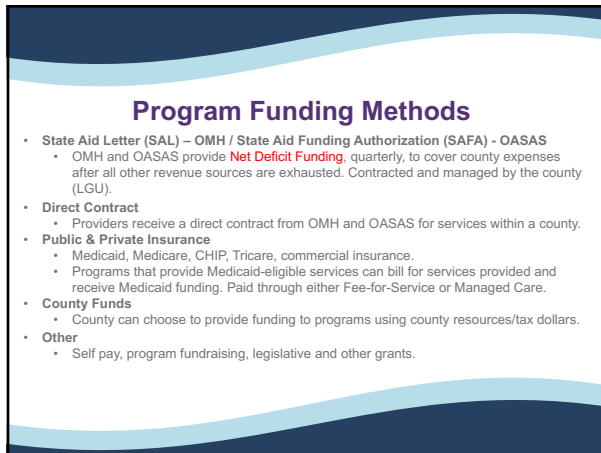 Program Funding Methods
• State Aid Letter (SAL) – OMH / State Aid Funding Authorization (SAFA) - OASAS
• OMH and OASAS provide Net Deficit Funding, quarterly, to cover county expenses
after all other revenue sources are exhausted. Contracted and managed by the county
(LGU).
• Direct Contract
• Providers receive a direct contract from OMH and OASAS for services within a county.
• Public & Private Insurance
• Medicaid, Medicare, CHIP, Tricare, commercial insurance.
• Programs that provide Medicaid-eligible services can bill for services provided and
receive Medicaid funding. Paid through either Fee-for-Service or Managed Care.
• County Funds
• County can choose to provide funding to programs using county resources/tax dollars.
• Other
• Self pay, program fundraising, legislative and other grants.